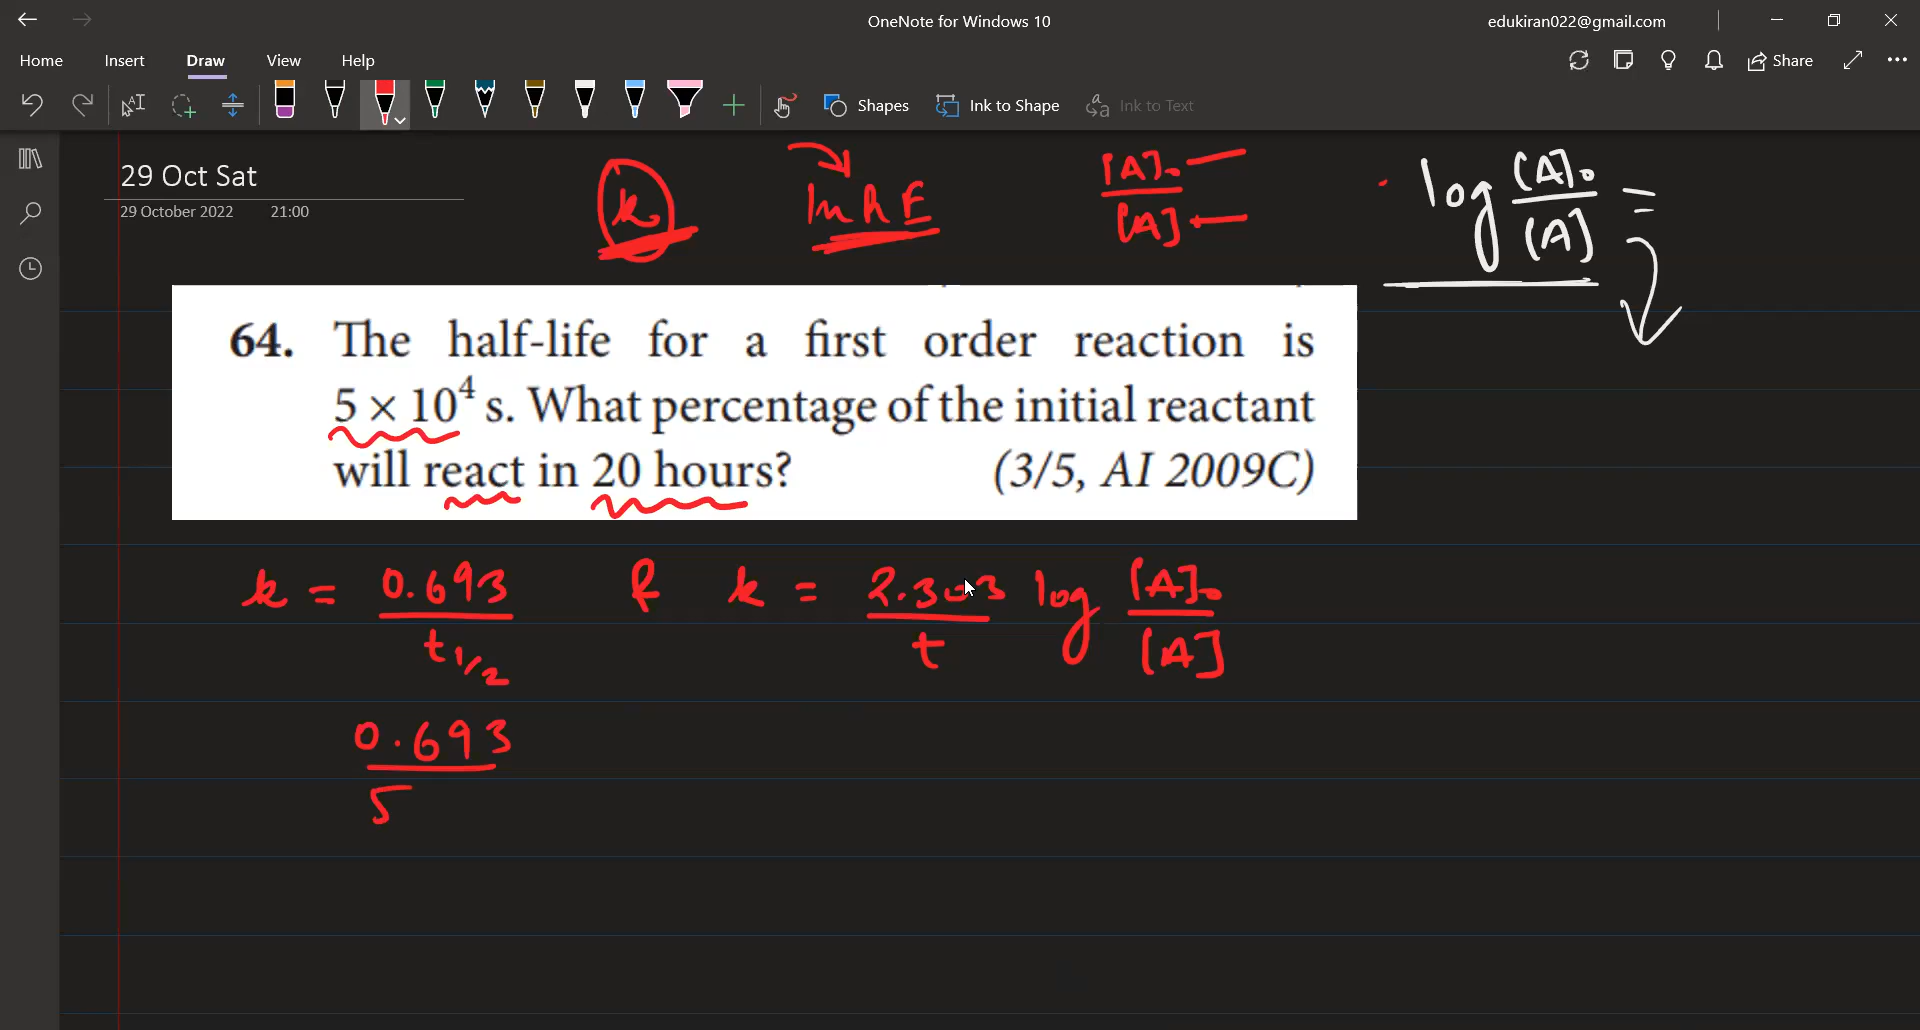 OneNote for Windows 10
edukiran022@gmail.com
Home Insert Draw View Help
Share
Shapes Ink to Shape Ink to Text
29 Oct Sat
29 October 2022 21:00
k
[A]₀
[A]
log [A]₀ =
[A]
64. The half-life for a first order reaction is
5 × 10⁴ s. What percentage of the initial reactant
will react in 20 hours? (3/5, AI 2009C)
k = 0.693
t 1/2
k = 2.303 log [A]₀
t [A]
0.693
5